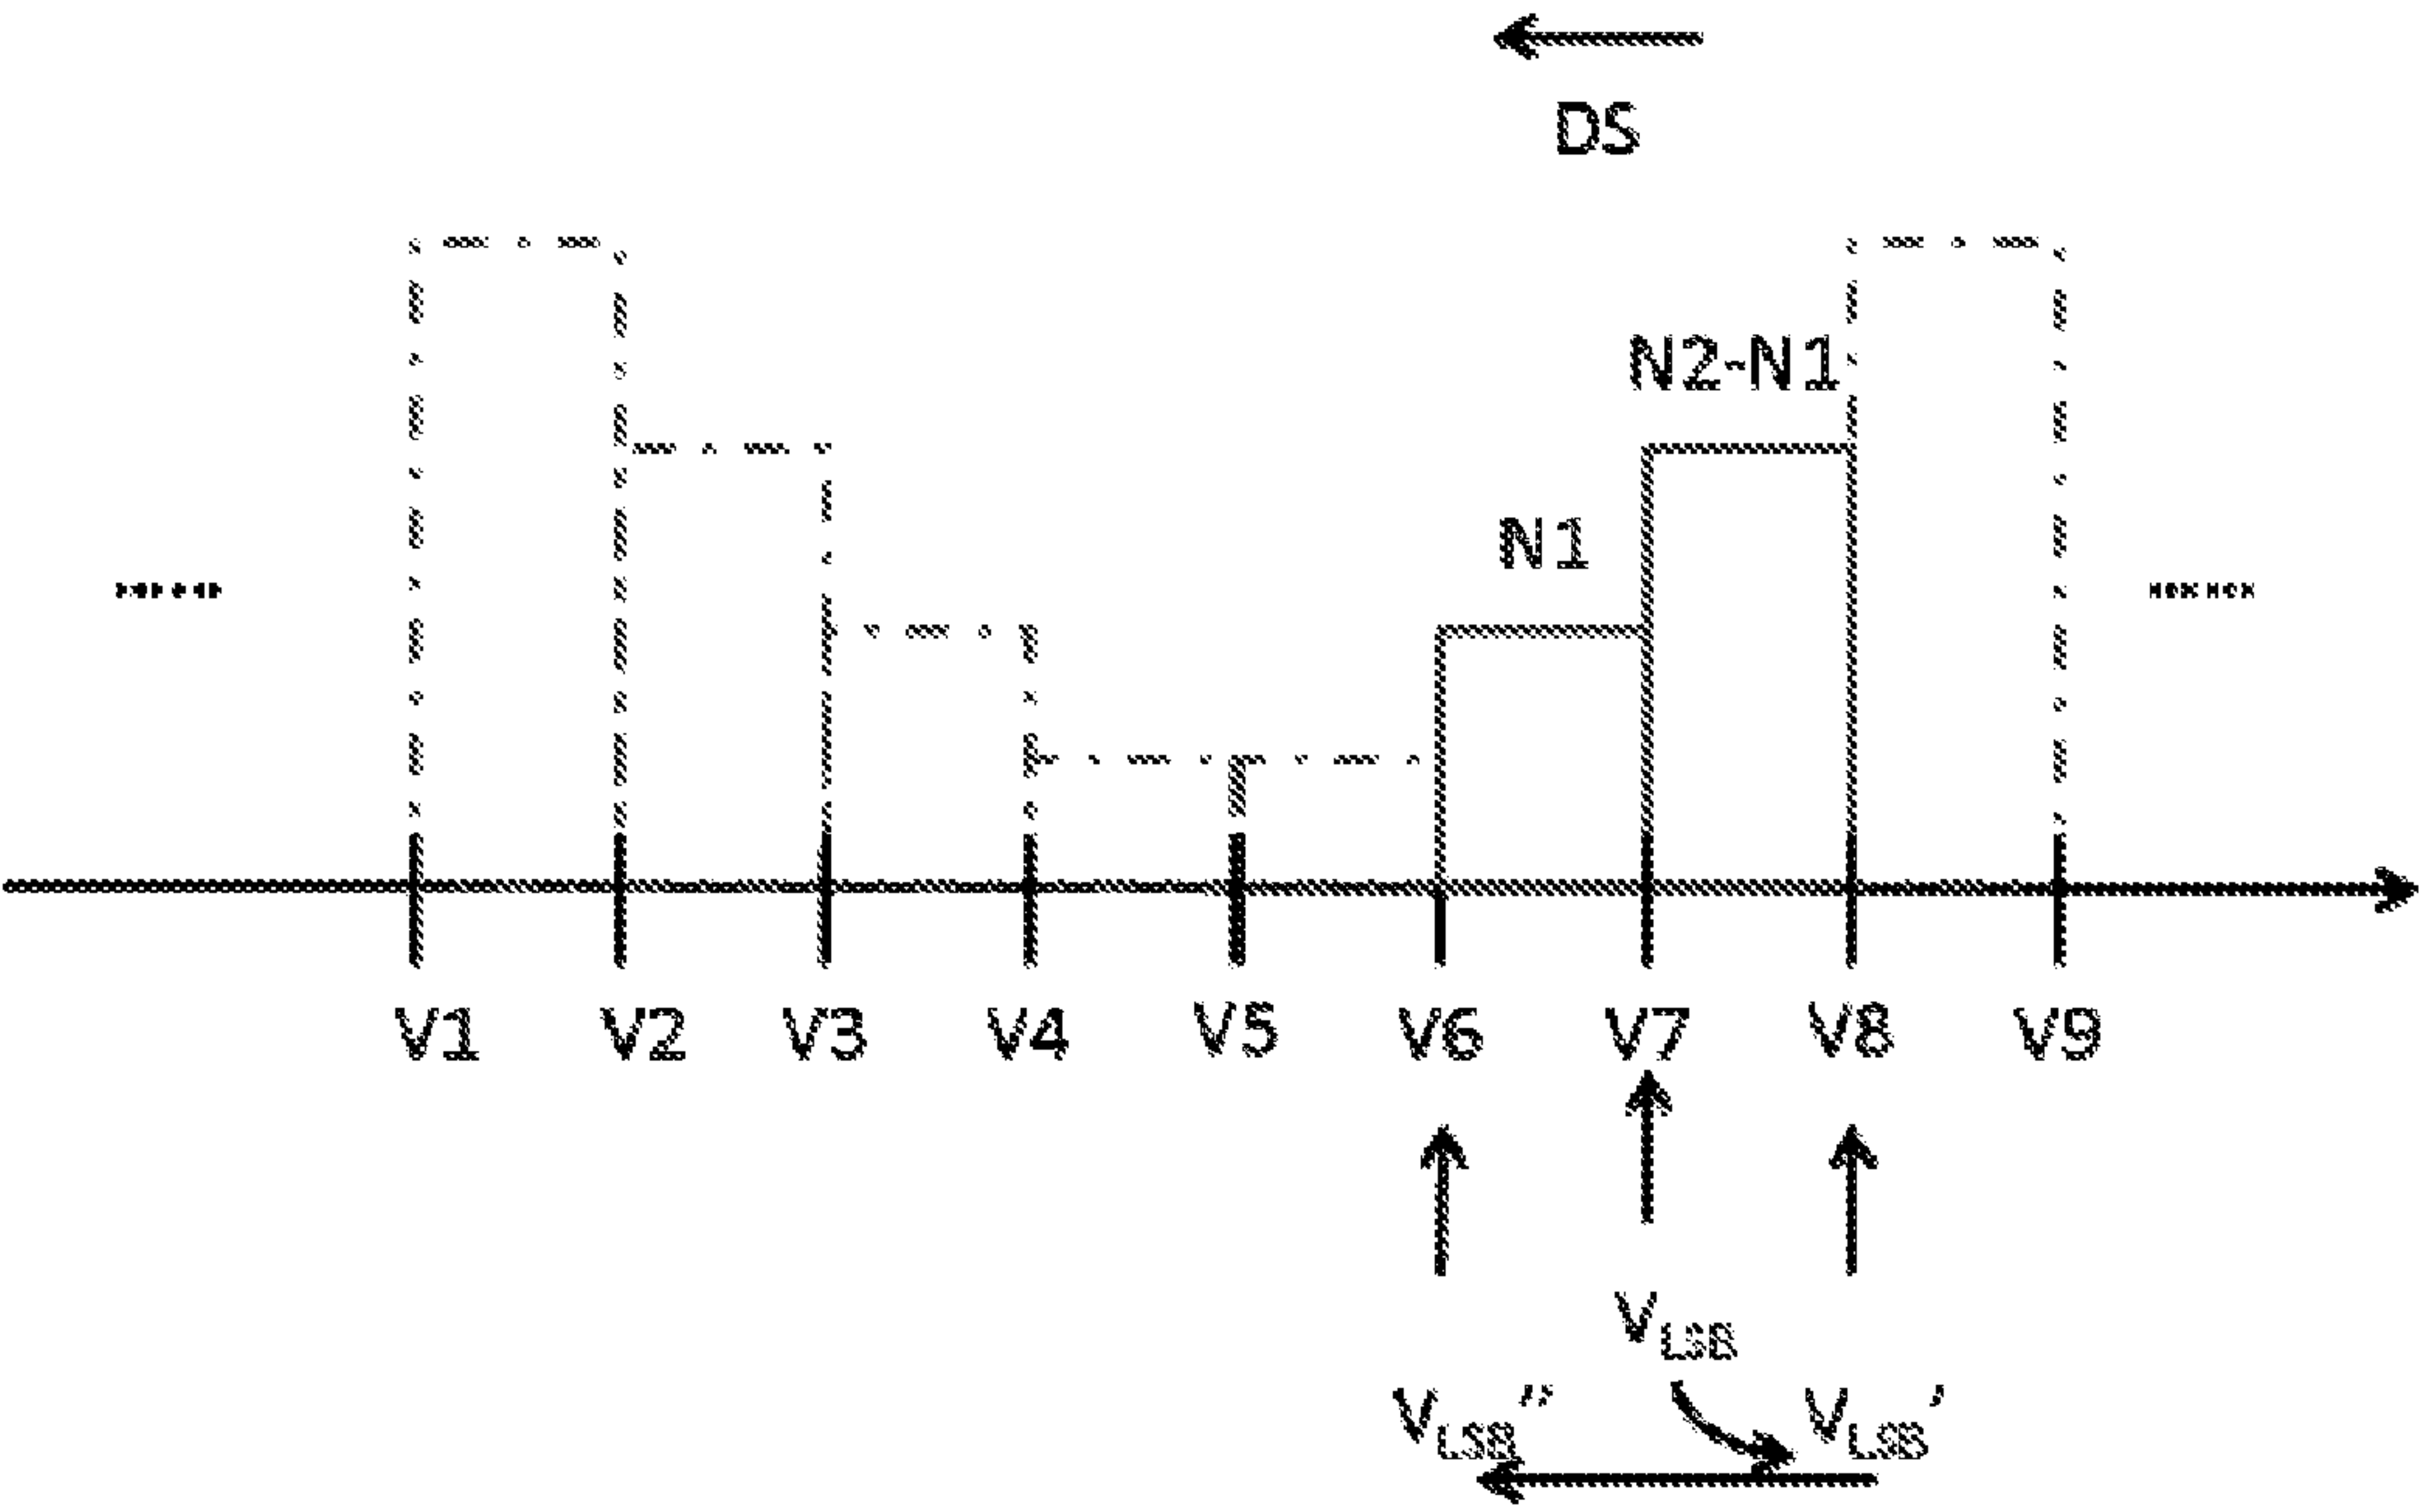 DS
N2-N1
N1
...... ......
V1 V2 V3 V4 V5 V6 V7 V8 V9
VLSB
VLSB" VLSB'